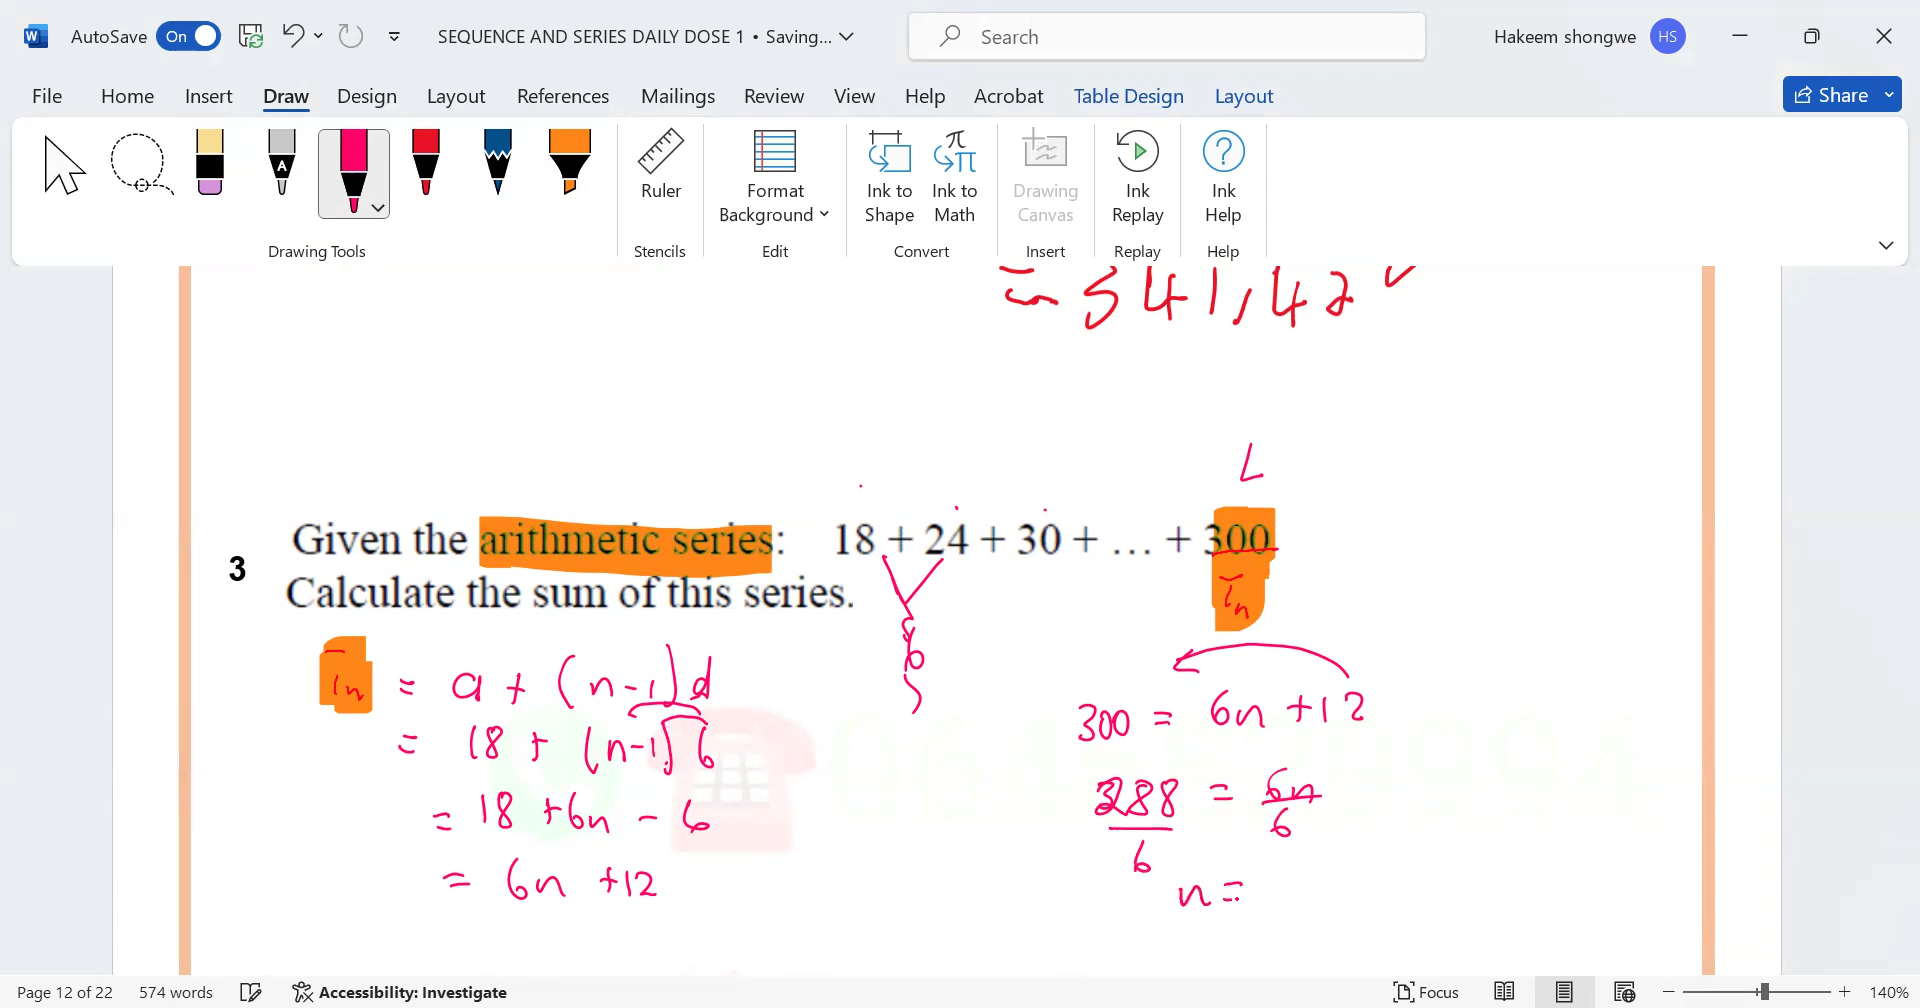 AutoSave On SEQUENCE AND SERIES DAILY DOSE 1 • Saving... Search Hakeem shongwe HS
File Home Insert Draw Design Layout References Mailings Review View Help Acrobat Table Design Layout Share
Ruler Format Background Ink to Shape Ink to Math Drawing Canvas Ink Replay Ink Help
Drawing Tools Stencils Edit Convert Insert Replay Help
= 541,42
L
Given the arithmetic series: 18 + 24 + 30 + … + 300
3
Calculate the sum of this series.
Tn
6
Tn = a + (n-1)d
300 = 6n + 12
= 18 + (n-1)6
288/6 = 6n/6
= 18 + 6n - 6
= 6n + 12
n =
Page 12 of 22 574 words Accessibility: Investigate Focus 140%